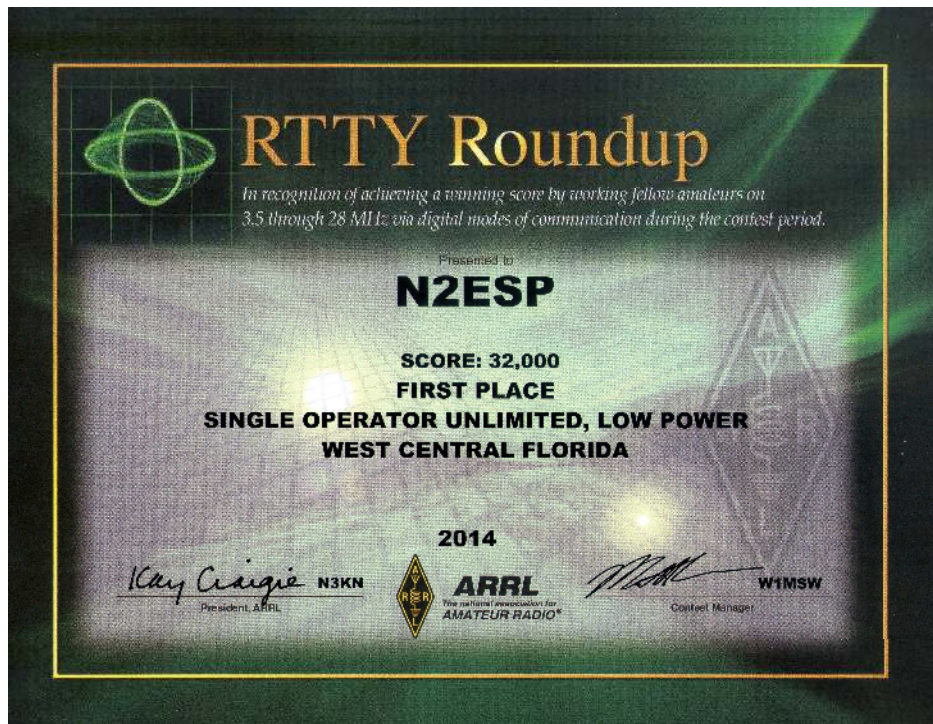 RTTY Roundup
In recognition of achieving a winning score by working fellow amateurs on
3.5 through 28 MHz via digital modes of communication during the contest period.
Presented to
N2ESP
SCORE: 32,000
FIRST PLACE
SINGLE OPERATOR UNLIMITED, LOW POWER
WEST CENTRAL FLORIDA
2014
Kay Craigie N3KN
President, ARRL
ARRL
The national association for
AMATEUR RADIO®
W1MSW
Contest Manager